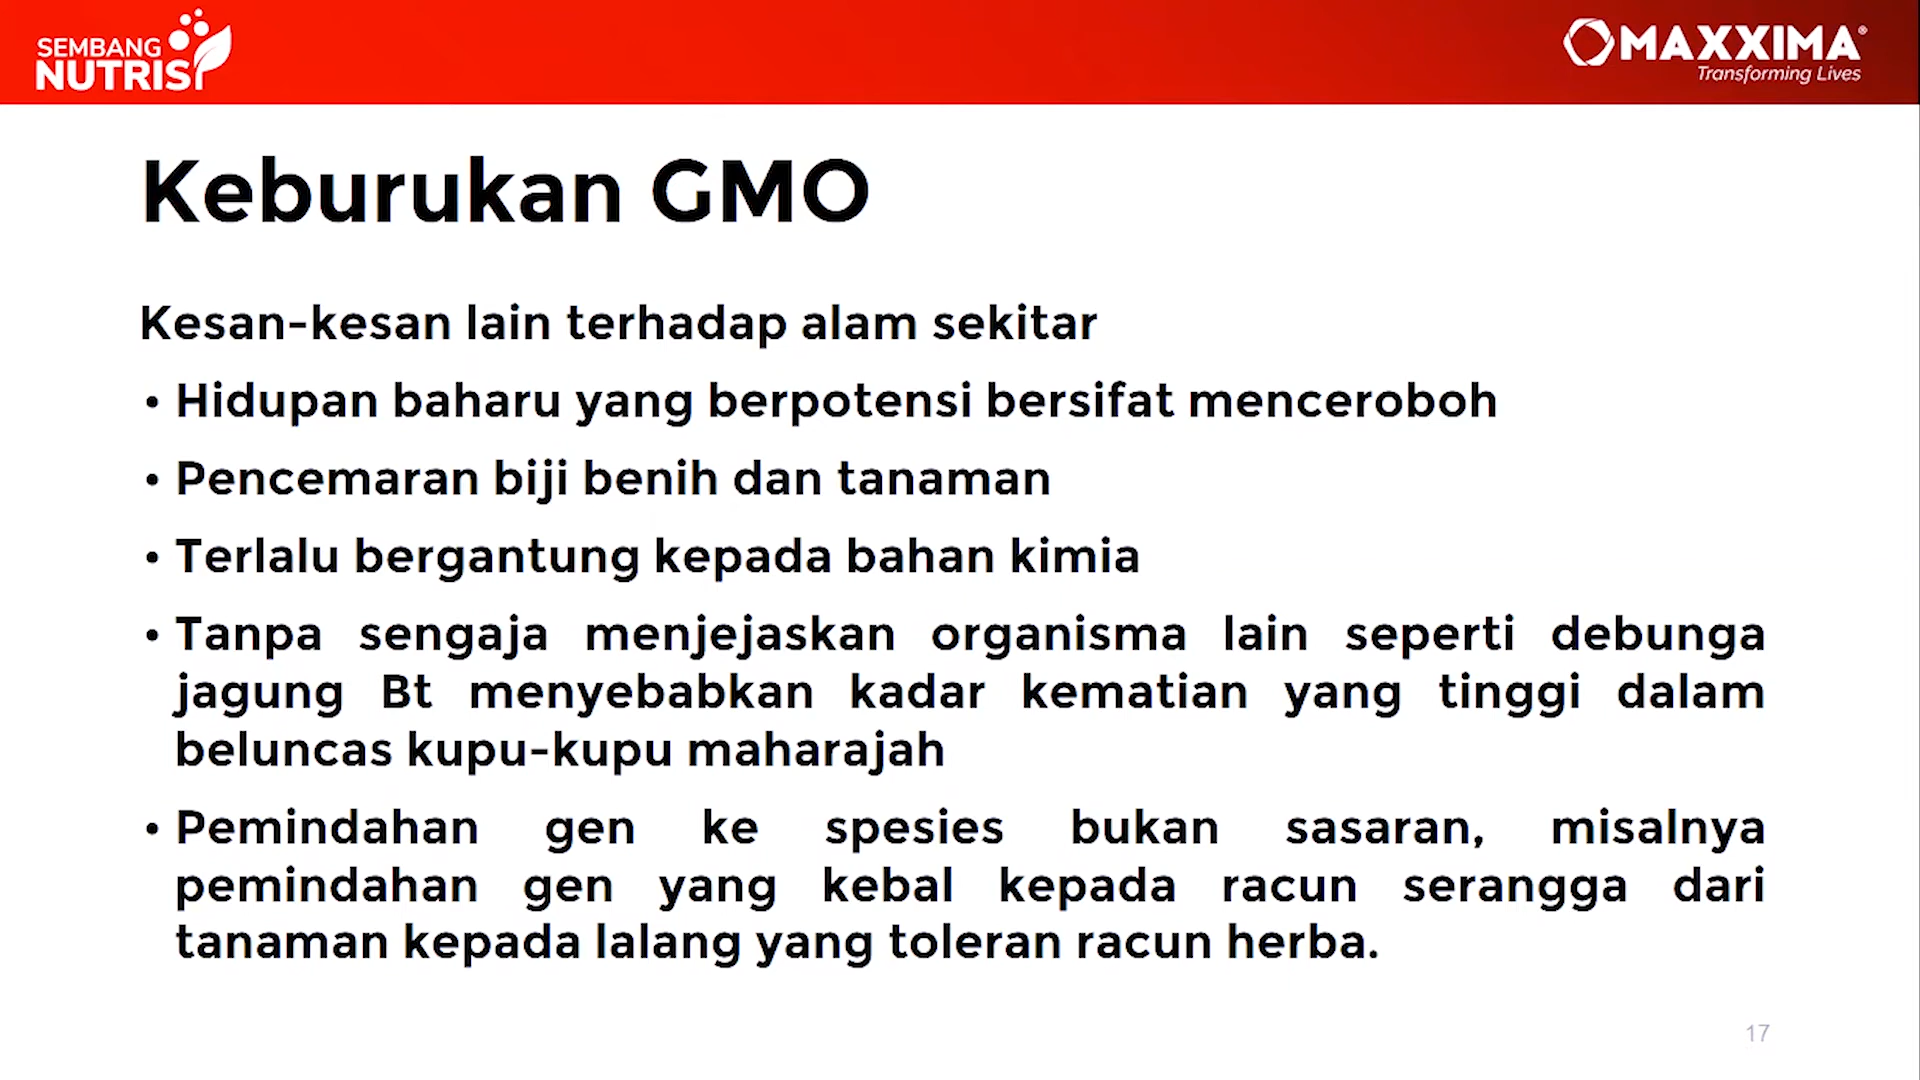 SEMBANG
NUTRISI
MAXXIMA®
Transforming Lives
Keburukan GMO
Kesan-kesan lain terhadap alam sekitar
• Hidupan baharu yang berpotensi bersifat menceroboh
• Pencemaran biji benih dan tanaman
• Terlalu bergantung kepada bahan kimia
• Tanpa sengaja menjejaskan organisma lain seperti debunga
jagung Bt menyebabkan kadar kematian yang tinggi dalam
beluncas kupu-kupu maharajah
• Pemindahan gen ke spesies bukan sasaran, misalnya
pemindahan gen yang kebal kepada racun serangga dari
tanaman kepada lalang yang toleran racun herba.
17